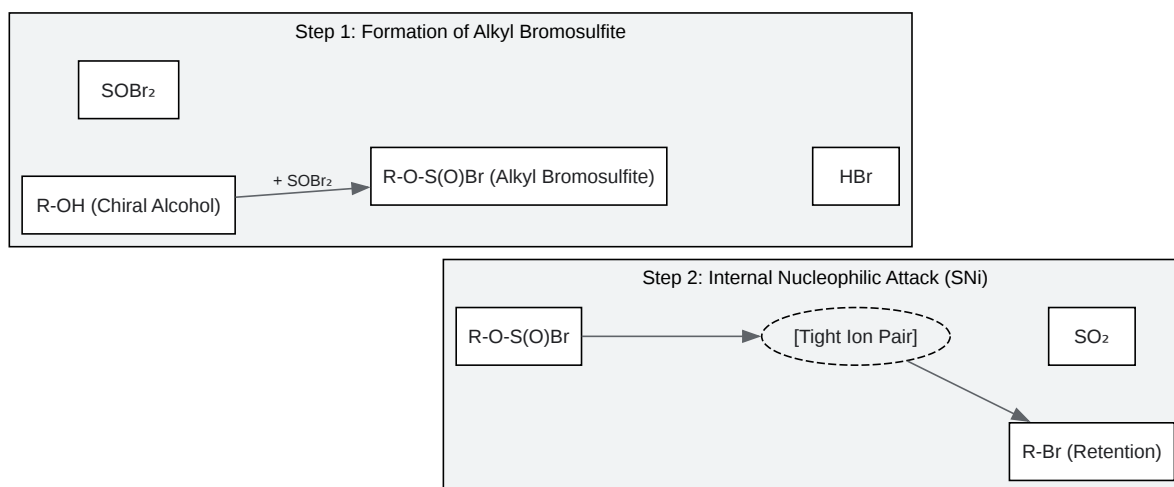 Step 1: Formation of Alkyl Bromosulfite
SOBr₂
R-OH (Chiral Alcohol)
+ SOBr₂
R-O-S(O)Br (Alkyl Bromosulfite)
HBr
Step 2: Internal Nucleophilic Attack (SNi)
R-O-S(O)Br
[Tight Ion Pair]
SO₂
R-Br (Retention)